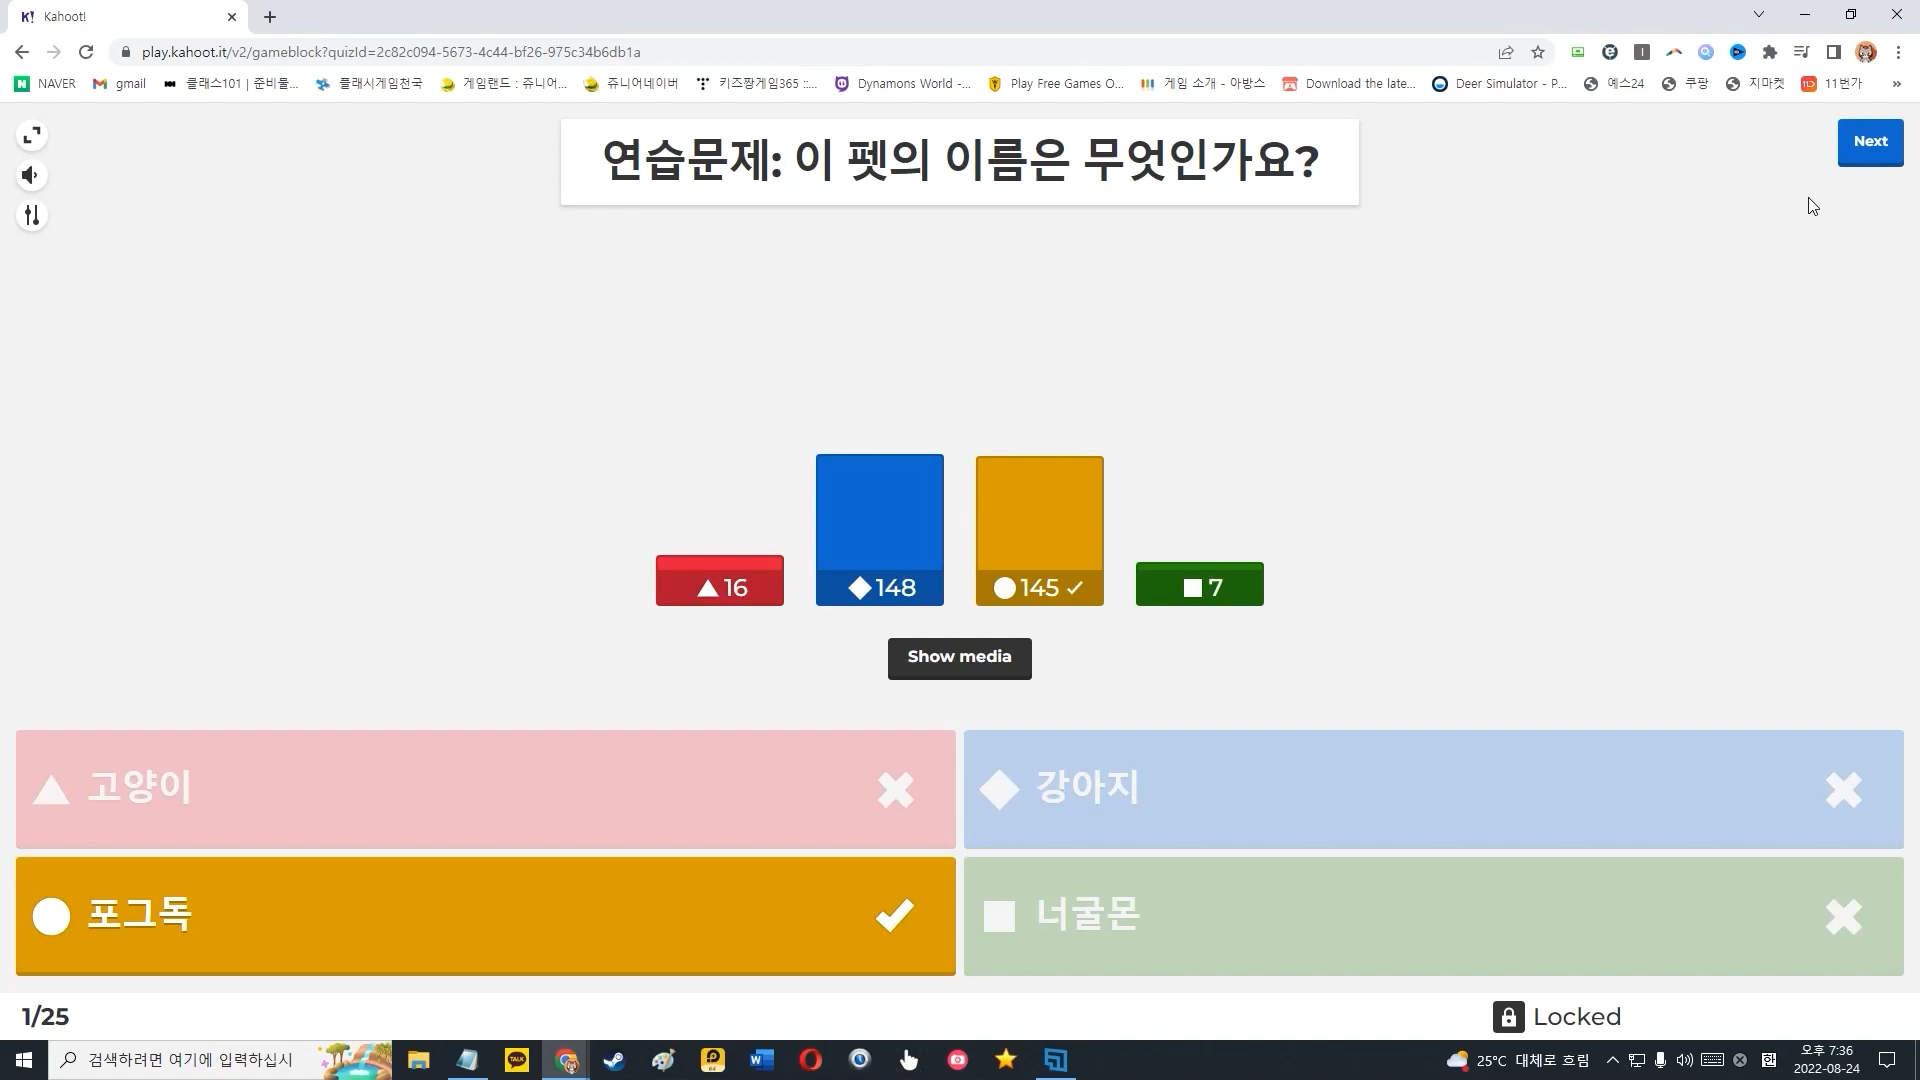 Kahoot!
play.kahoot.it/v2/gameblock?quizId=2c82c094-5673-4c44-bf26-975c34b6db1a
NAVER gmail 클래스101 | 준비물... 플래시게임천국 게임랜드 : 쥬니어... 쥬니어네이버 키즈짱게임365 ::... Dynamons World -... Play Free Games O... 게임 소개 - 아방스 Download the late... Deer Simulator - P... 예스24 쿠팡 지마켓 11번가 »
연습문제: 이 펫의 이름은 무엇인가요?
Next
16 148 145 7
Show media
고양이 강아지
포그독 너굴몬
1/25 Locked
검색하려면 여기에 입력하십시 25°C 대체로 흐림 오후 7:36
2022-08-24